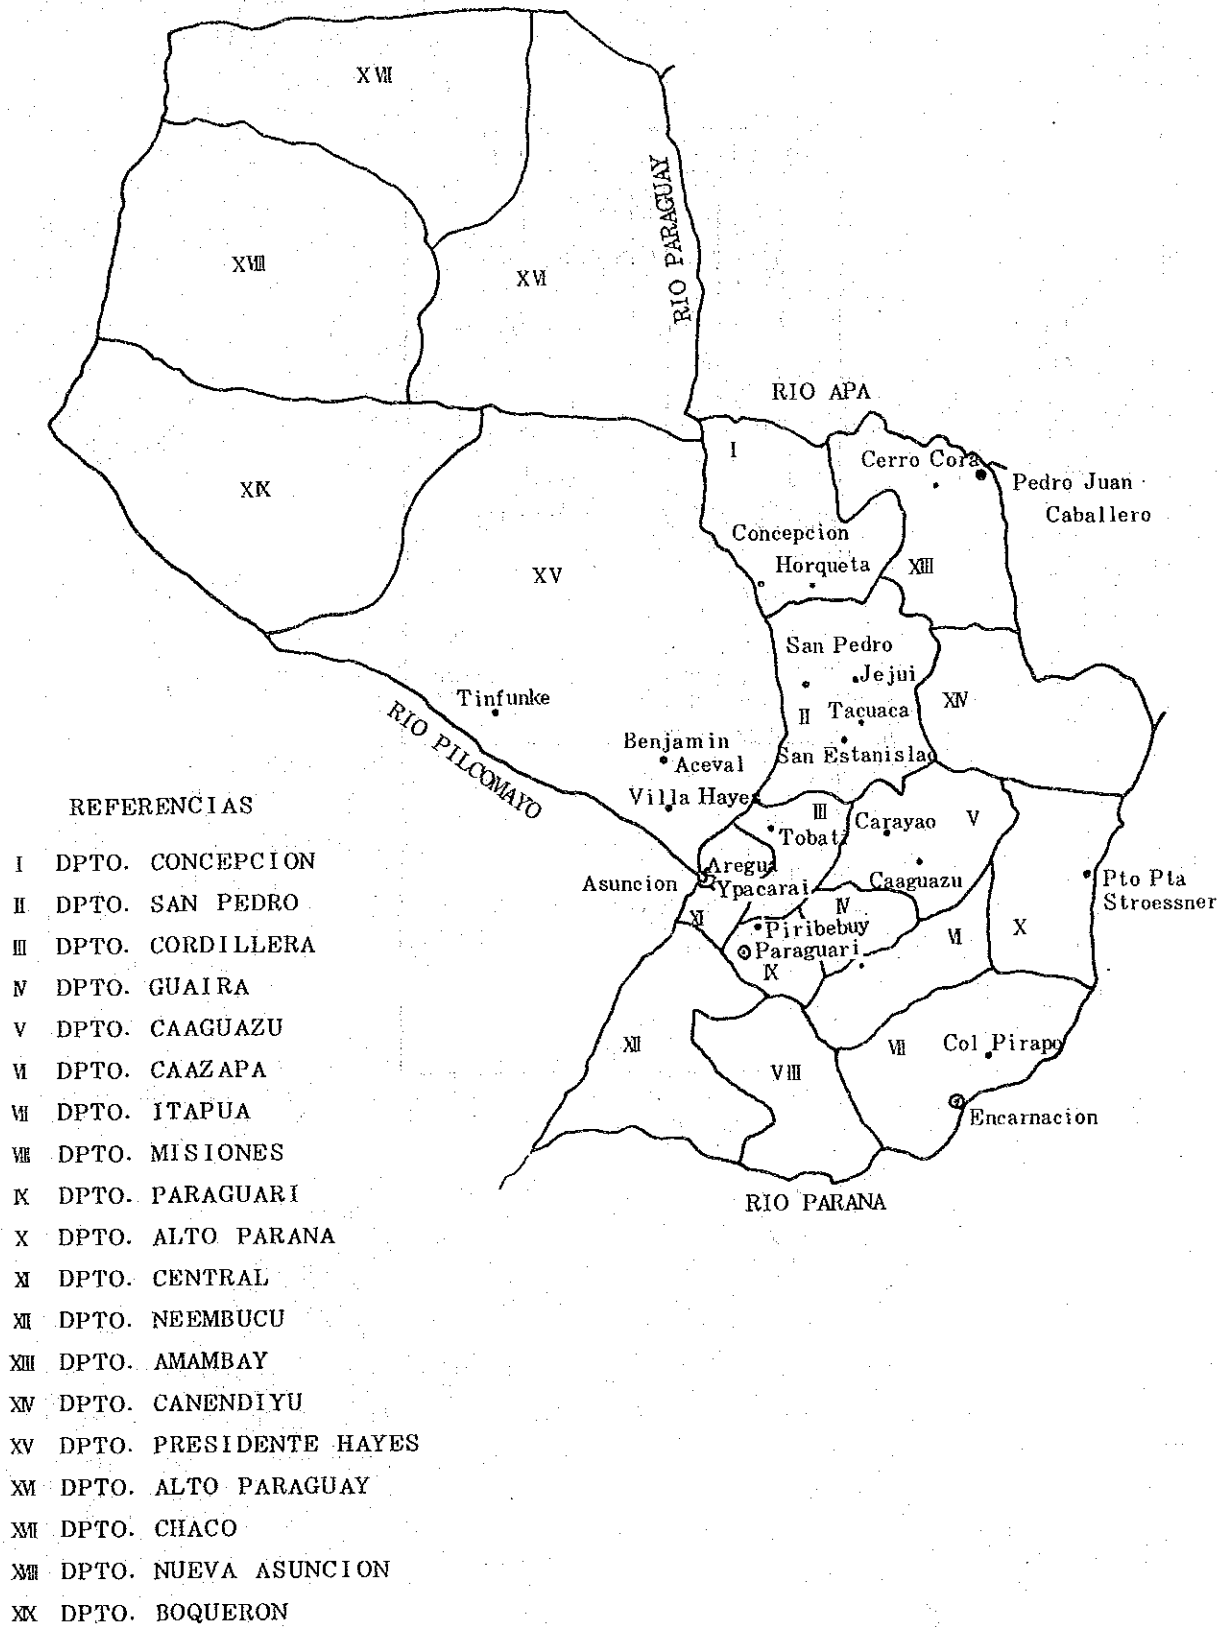 XVII
RIO PARAGUAY
XVIII
XVI
RIO APA
I
Cerro Cora
XIX
Pedro Juan
Caballero
Concepcion
Horqueta
XV
XIII
San Pedro
Jejui
Tinfunke
XIV
II
Tacuaca
RIO PILCOMAYO
Benjamin
Aceval
San Estanislao
Villa Hayes
III
Tobati
Carayao
V
Aregua
Asuncion
Ypacarai
Caaguazu
Pto Pta
Stroessner
XI
IV
Piribebuy
VI
X
Paraguari
IX
XII
VII
Col Pirapo
VIII
Encarnacion
RIO PARANA
REFERENCIAS
I DPTO. CONCEPCION
II DPTO. SAN PEDRO
III DPTO. CORDILLERA
IV DPTO. GUAIRA
V DPTO. CAAGUAZU
VI DPTO. CAAZAPA
VII DPTO. ITAPUA
VIII DPTO. MISIONES
IX DPTO. PARAGUARI
X DPTO. ALTO PARANA
XI DPTO. CENTRAL
XII DPTO. NEEMBUCU
XIII DPTO. AMAMBAY
XIV DPTO. CANENDIYU
XV DPTO. PRESIDENTE HAYES
XVI DPTO. ALTO PARAGUAY
XVII DPTO. CHACO
XVIII DPTO. NUEVA ASUNCION
XIX DPTO. BOQUERON